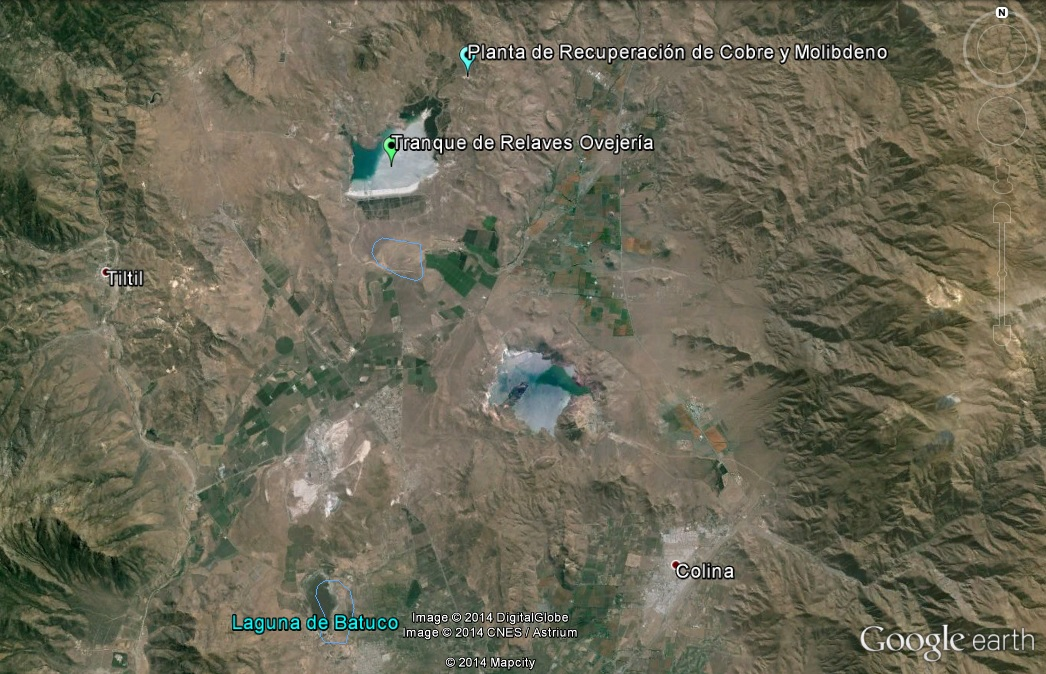 N
Planta de Recuperación de Cobre y Molibdeno
Tranque de Relaves Ovejería
Tiltil
Colina
Laguna de Batuco
Image © 2014 DigitalGlobe
Image © 2014 CNES / Astrium
© 2014 Mapcity
Google earth